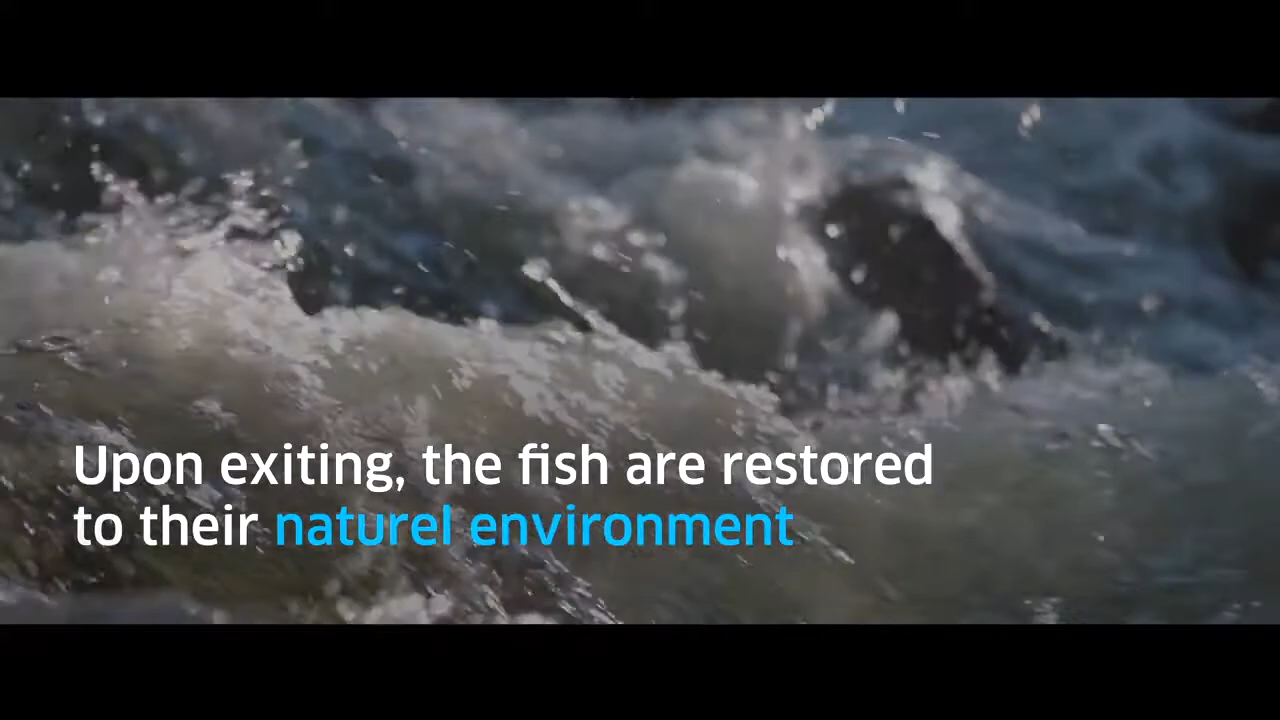 Upon exiting, the fish are restored
to their naturel environment